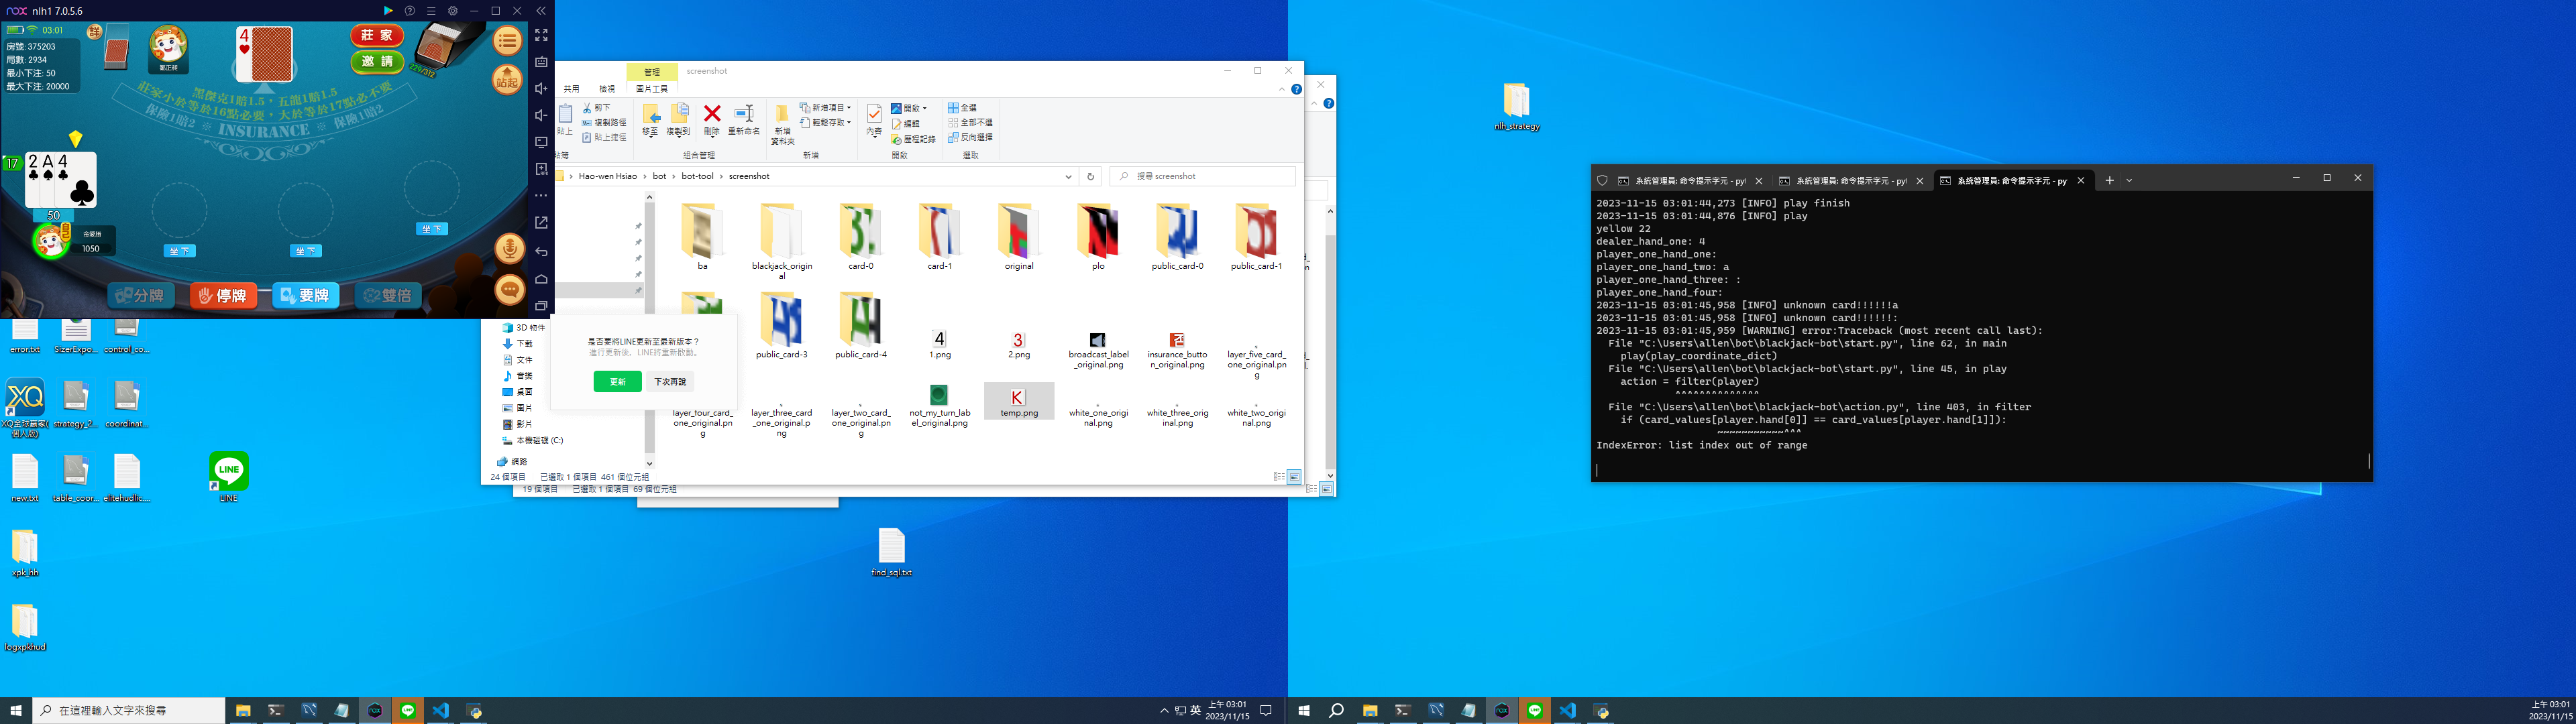 nox nlh1 7.0.5.6
03:01
房號: 375203
局數: 2934
最小下注: 50
最大下注: 20000
莊 家
邀 請
站起
229/312
4
黑傑克1賠1.5，五龍1賠1.5
莊家小於等於16點必要，大於等於17點必不要
保險1賠2 INSURANCE 保險1賠2
17
2 A 4
50
自己
1050
坐 下
坐 下
坐 下
分牌
停牌
要牌
雙倍
管理
screenshot
共用
檢視
圖片工具
貼上
剪下
複製路徑
貼上捷徑
移至
複製到
刪除
重新命名
新增
資料夾
新增項目
輕鬆存取
內容
開啟
編輯
歷程記錄
全選
全部不選
反向選擇
組合管理
新增
開啟
選取
Hao-wen Hsiao
bot
bot-tool
screenshot
搜尋 screenshot
ba
blackjack_original
card-0
card-1
original
plo
public_card-0
public_card-1
public_card-3
public_card-4
1.png
2.png
broadcast_label_original.png
insurance_button_original.png
layer_five_card_one_original.png
layer_four_card_one_original.png
layer_three_card_one_original.png
layer_two_card_one_original.png
not_my_turn_label_original.png
temp.png
white_one_original.png
white_three_original.png
white_two_original.png
3D 物件
下載
文件
音樂
桌面
圖片
影片
本機磁碟 (C:)
網路
24 個項目
已選取 1 個項目 461 個位元組
19 個項目
已選取 1 個項目 69 個位元組
是否要將LINE更新至最新版本？
進行更新後，LINE將重新啟動。
更新
下次再說
error.txt
SizerExpo...
control_co...
XQ全球贏家(個人版)
strategy_2...
coordinat...
new.txt
table_coor...
elitehudlic....
LINE
xpk_hh
logxpkhud
find_sql.txt
nlh_strategy
系統管理員: 命令提示字元 - py
系統管理員: 命令提示字元 - py
系統管理員: 命令提示字元 - py
2023-11-15 03:01:44,273 [INFO] play finish
2023-11-15 03:01:44,876 [INFO] play
yellow 22
dealer_hand_one: 4
player_one_hand_one:
player_one_hand_two: a
player_one_hand_three: :
player_one_hand_four:
2023-11-15 03:01:45,958 [INFO] unknown card!!!!!!a
2023-11-15 03:01:45,958 [INFO] unknown card!!!!!!:
2023-11-15 03:01:45,959 [WARNING] error:Traceback (most recent call last):
File "C:\Users\allen\bot\blackjack-bot\start.py", line 62, in main
play(play_coordinate_dict)
File "C:\Users\allen\bot\blackjack-bot\start.py", line 45, in play
action = filter(player)
^^^^^^^^^^^^^^
File "C:\Users\allen\bot\blackjack-bot\action.py", line 403, in filter
if (card_values[player.hand[0]] == card_values[player.hand[1]]):
~~~~~~~~~~~^^^
IndexError: list index out of range
在這裡輸入文字來搜尋
英
上午 03:01
2023/11/15
上午 03:01
2023/11/15